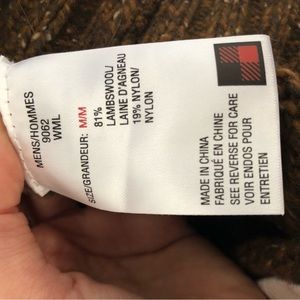 MENS/HOMMES
9062
WML
SIZE/GRANDEUR: M/M
81%
LAMBSWOOL/
LAINE D'AGNEAU
19% NYLON/
NYLON
MADE IN CHINA
FABRIQUÉ EN CHINE
SEE REVERSE FOR CARE
VOIR ENDOS POUR
ENTRETIEN